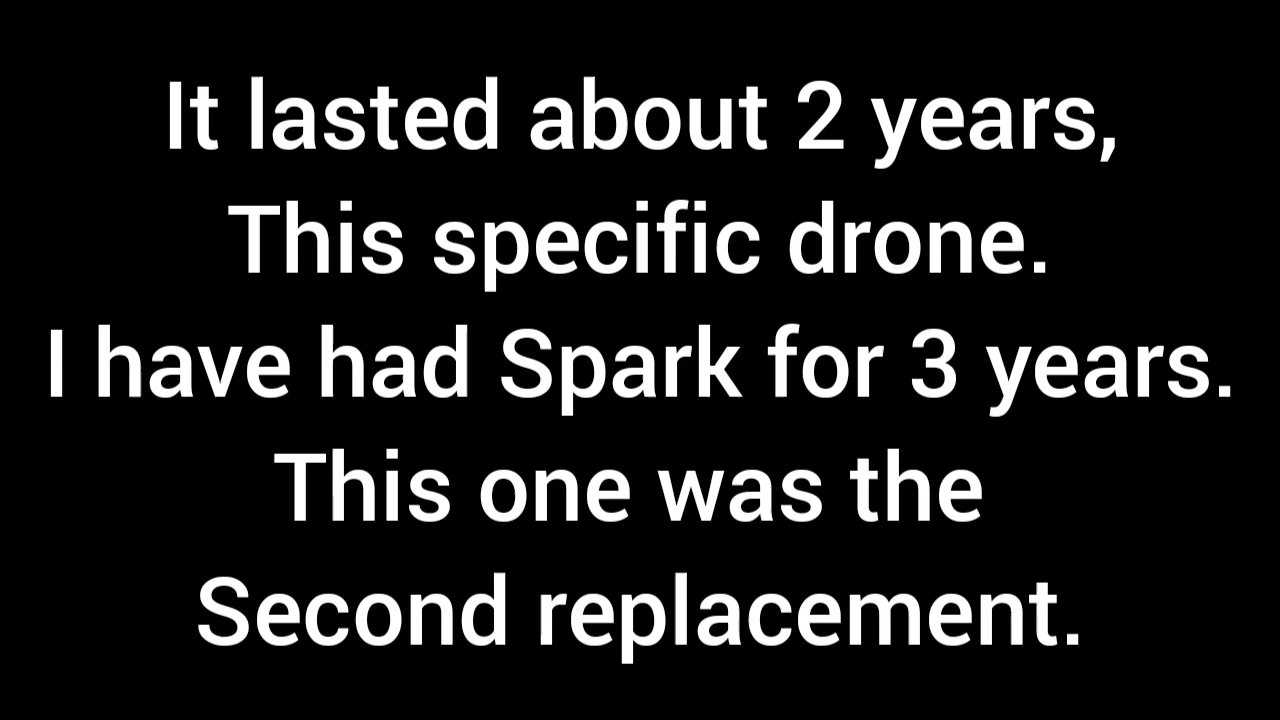 It lasted about 2 years,
This specific drone.
I have had Spark for 3 years.
This one was the
Second replacement.